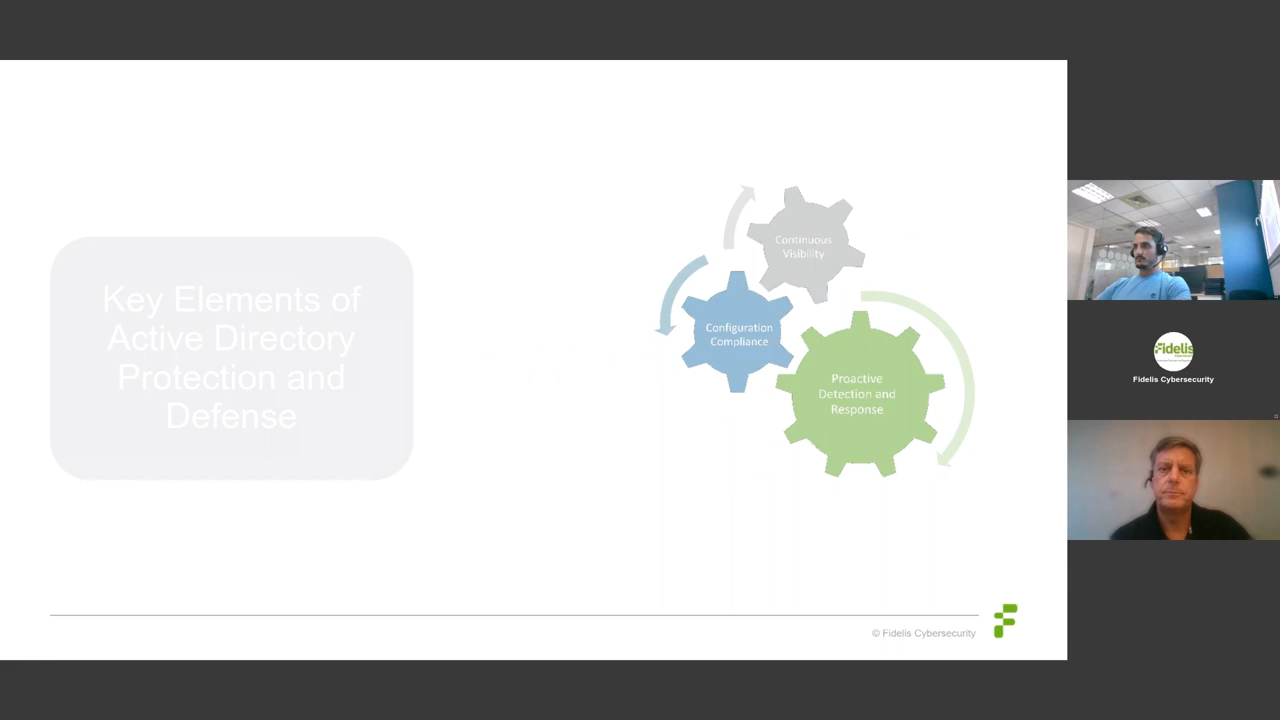 Key Elements of
Active Directory
Protection and
Defense
Continuous
Visibility
Configuration
Compliance
Proactive
Detection and
Response
© Fidelis Cybersecurity
Fidelis
Fidelis Cybersecurity